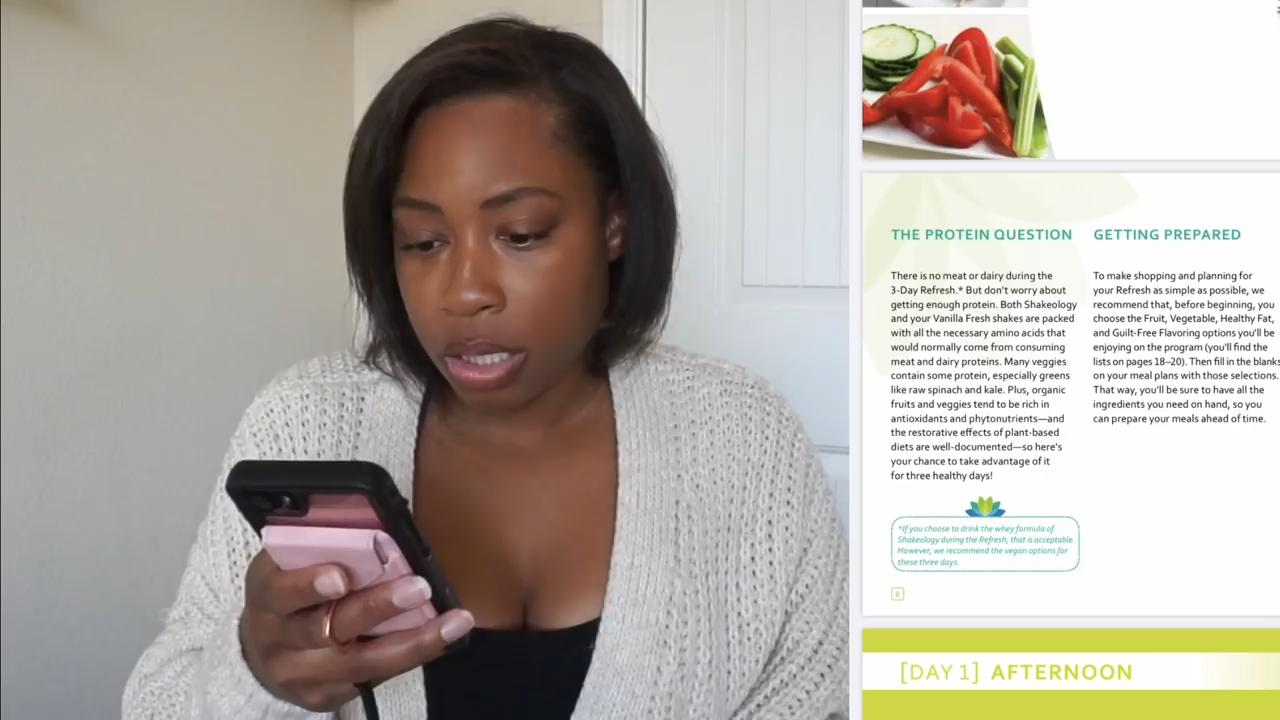 THE PROTEIN QUESTION
There is no meat or dairy during the
3-Day Refresh.* But don't worry about
getting enough protein. Both Shakeology
and your Vanilla Fresh shakes are packed
with all the necessary amino acids that
would normally come from consuming
meat and dairy proteins. Many veggies
contain some protein, especially greens
like raw spinach and kale. Plus, organic
fruits and veggies tend to be rich in
antioxidants and phytonutrients—and
the restorative effects of plant-based
diets are well-documented—so here's
your chance to take advantage of it
for three healthy days!
*If you choose to drink the whey formula of
Shakeology during the Refresh, that is acceptable.
However, we recommend the vegan options for
these three days.
8
GETTING PREPARED
To make shopping and planning for
your Refresh as simple as possible, we
recommend that, before beginning, you
choose the Fruit, Vegetable, Healthy Fat,
and Guilt-Free Flavoring options you'll be
enjoying on the program (you'll find the
lists on pages 18–20). Then fill in the blanks
on your meal plans with those selections.
That way, you'll be sure to have all the
ingredients you need on hand, so you
can prepare your meals ahead of time.
[DAY 1] AFTERNOON